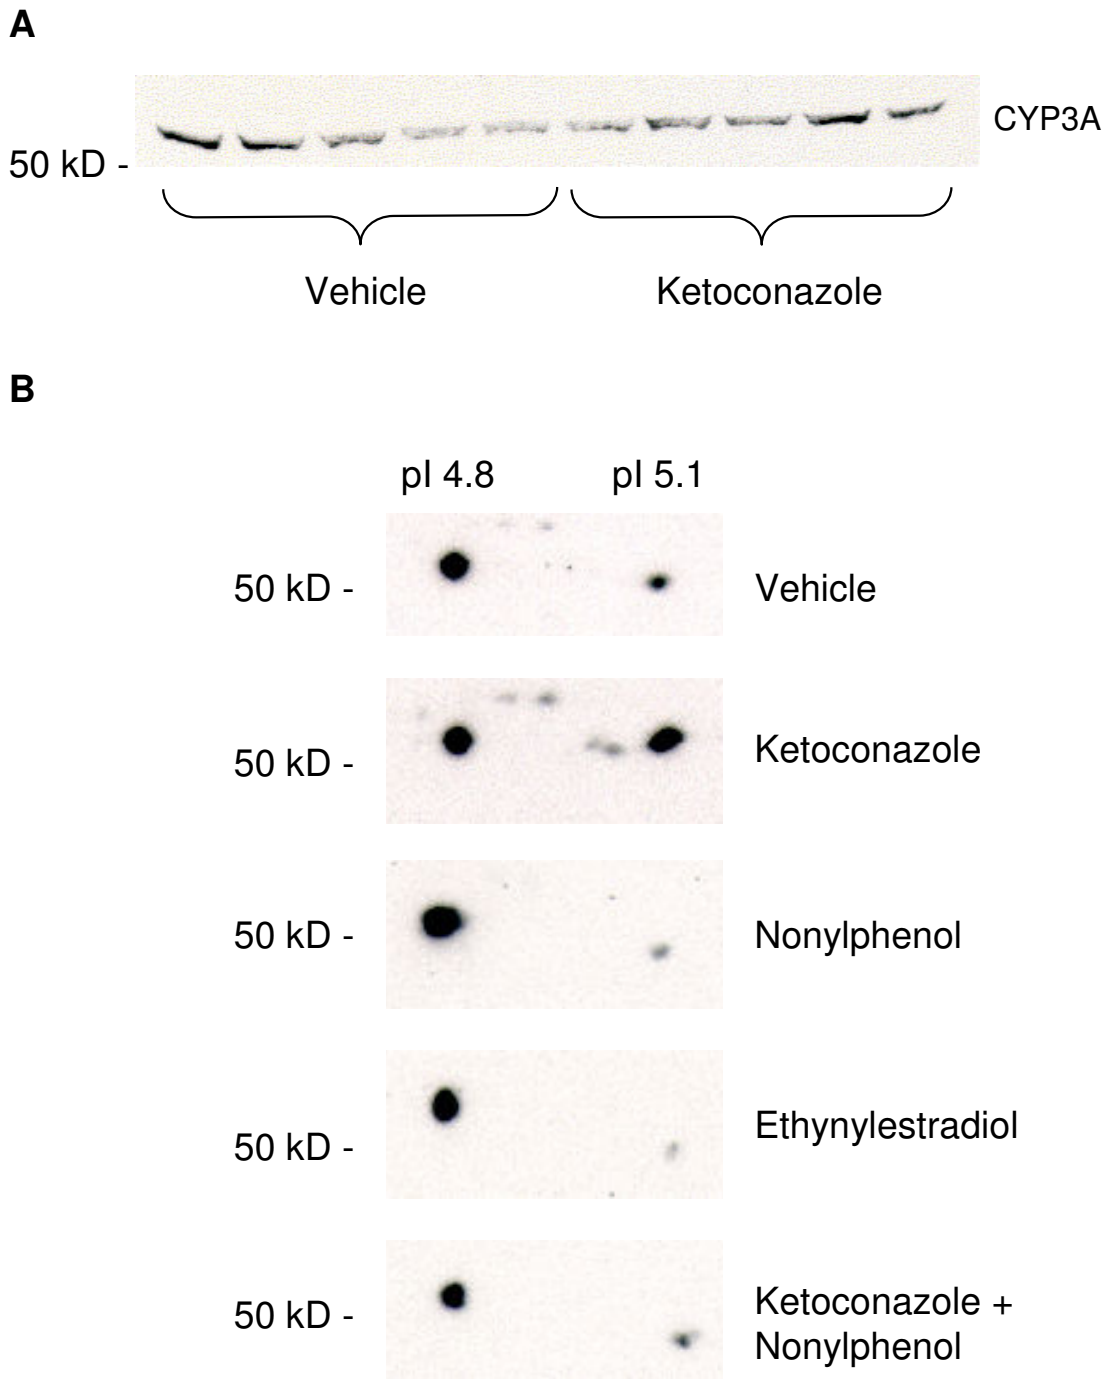 A
CYP3A
50 kD -
Vehicle
Ketoconazole
B
pI 4.8
pI 5.1
50 kD -
Vehicle
50 kD -
Ketoconazole
50 kD -
Nonylphenol
50 kD -
Ethynylestradiol
50 kD -
Ketoconazole +
Nonylphenol